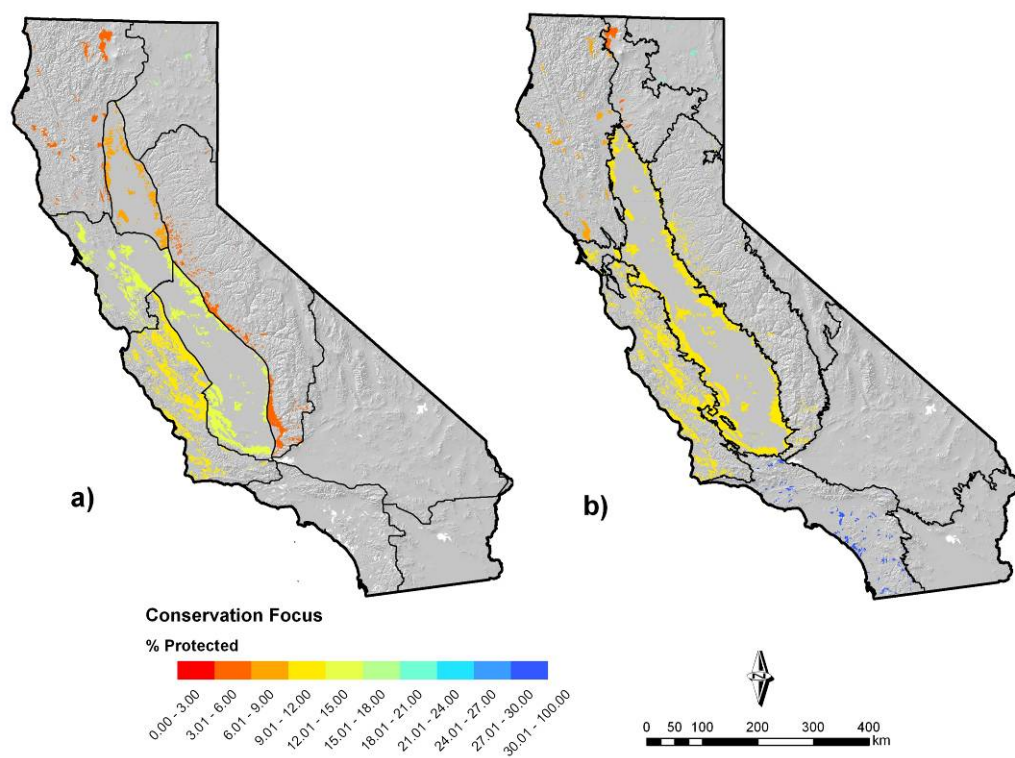 a)
b)
Conservation Focus
% Protected
0.00 - 3.00
3.01 - 6.00
6.01 - 9.00
9.01 - 12.00
12.01 - 15.00
15.01 - 18.00
18.01 - 21.00
21.01 - 24.00
24.01 - 27.00
27.01 - 30.00
30.01 - 100.00
N
0 50 100 200 300 400
km